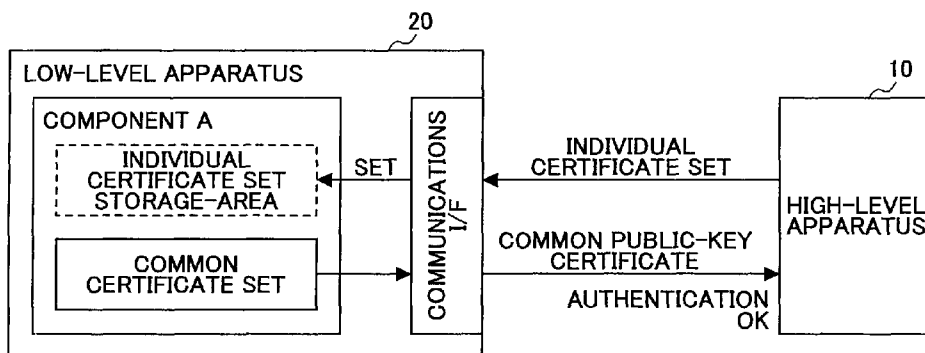 20
LOW-LEVEL APPARATUS
10
COMPONENT A
INDIVIDUAL
CERTIFICATE SET
STORAGE-AREA
SET
COMMUNICATIONS
I/F
INDIVIDUAL
CERTIFICATE SET
HIGH-LEVEL
APPARATUS
COMMON
CERTIFICATE SET
COMMON PUBLIC-KEY
CERTIFICATE
AUTHENTICATION
OK